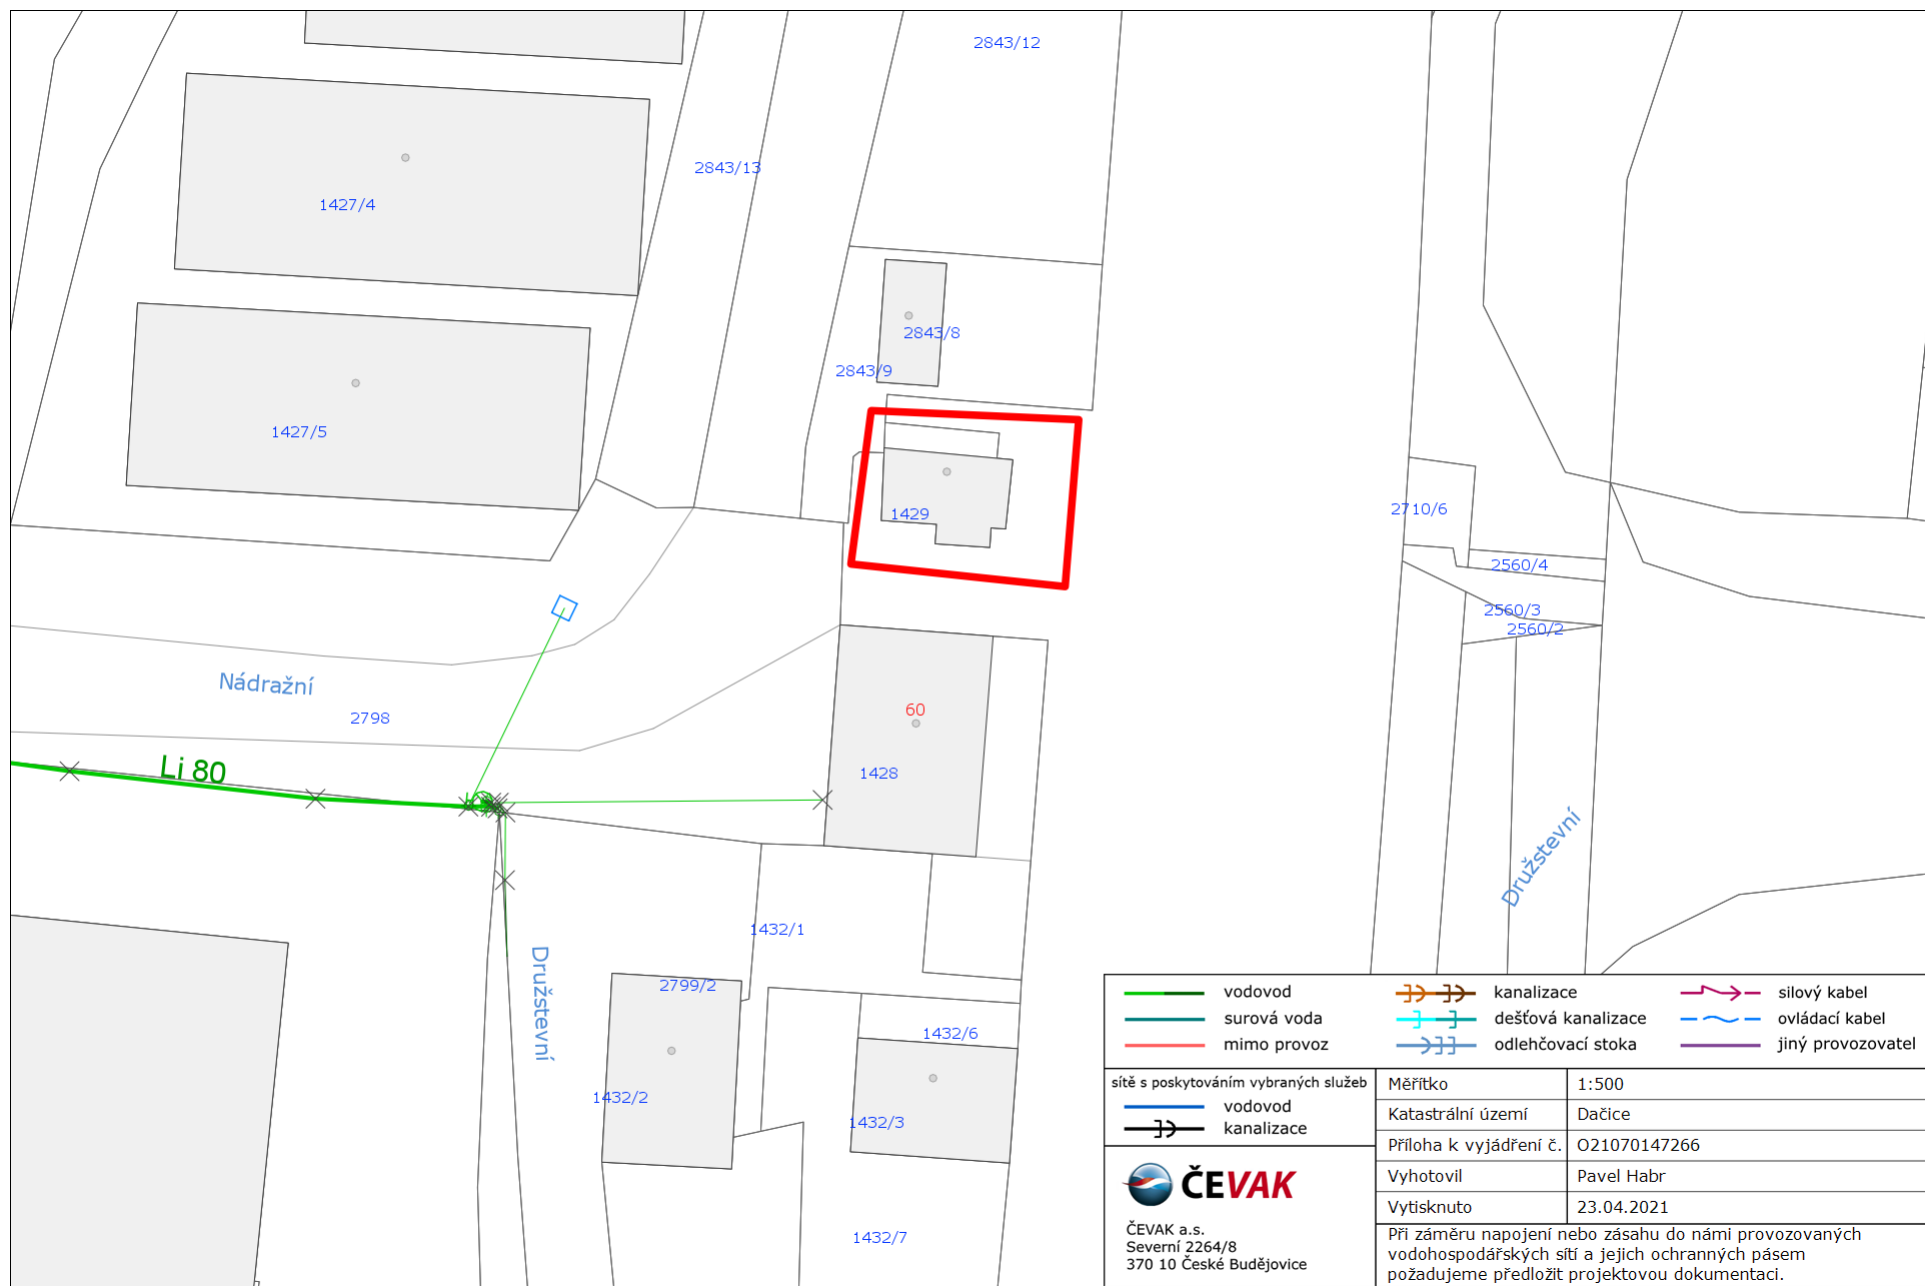 2843/12
2843/13
1427/4
2843/8
2843/9
1427/5
1429
2710/6
2560/4
2560/3
2560/2
Nádražní
2798
60
Li 80
1428
Družstevní
1432/1
Družstevní
2799/2
1432/6
1432/2
1432/3
1432/7
vodovod
surová voda
mimo provoz
kanalizace
dešťová kanalizace
odlehčovací stoka
silový kabel
ovládací kabel
jiný provozovatel
sítě s poskytováním vybraných služeb
vodovod
kanalizace
Měřítko 1:500
Katastrální území Dačice
Příloha k vyjádření č. O21070147266
Vyhotovil Pavel Habr
Vytisknuto 23.04.2021
ČEVAK
ČEVAK a.s.
Severní 2264/8
370 10 České Budějovice
Při záměru napojení nebo zásahu do námi provozovaných
vodohospodářských sítí a jejich ochranných pásem
požadujeme předložit projektovou dokumentaci.